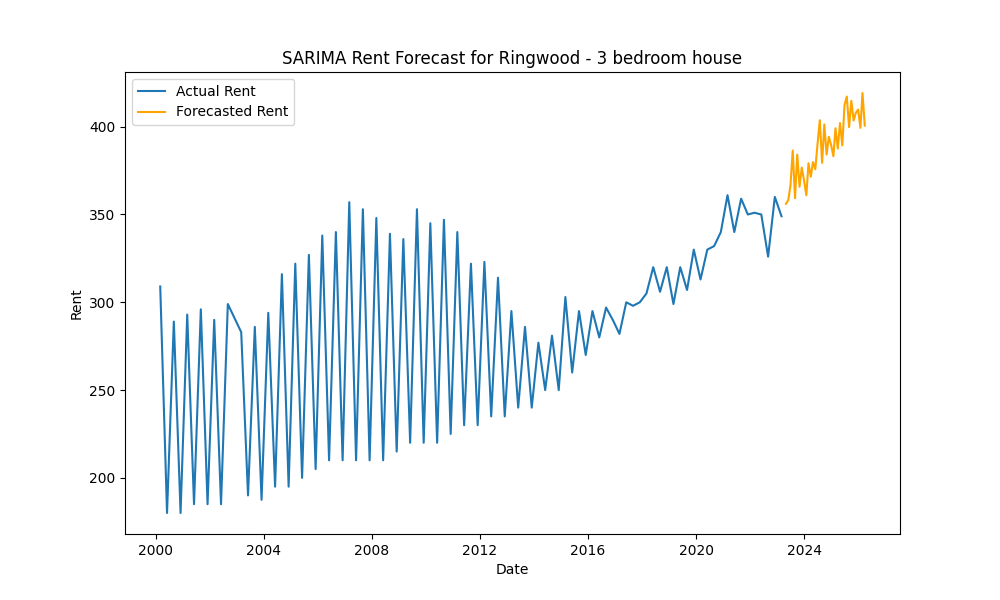 SARIMA Rent Forecast for Ringwood - 3 bedroom house
Actual Rent
Forecasted Rent
400
350
300
250
200
Rent
2000 2004 2008 2012 2016 2020 2024
Date